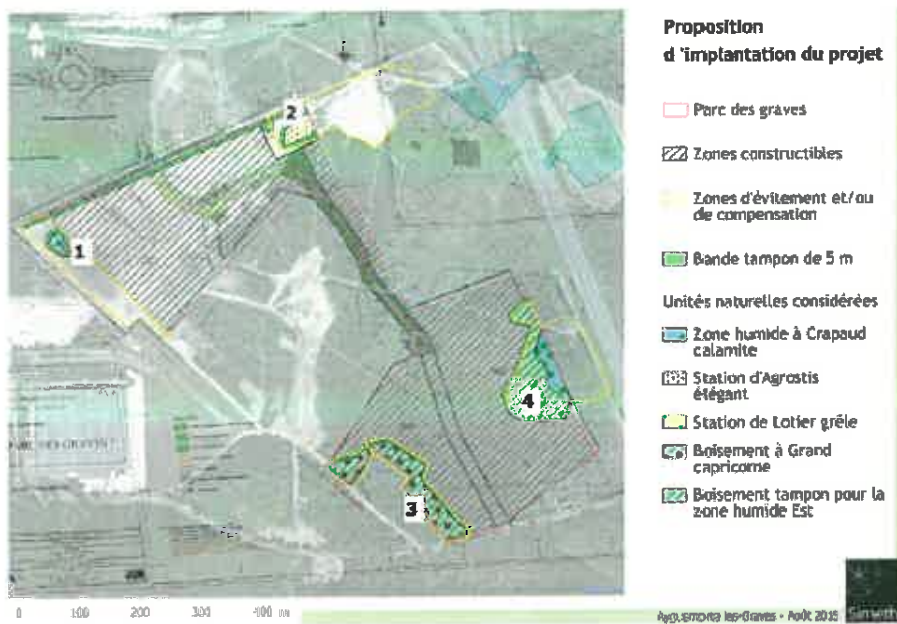 Proposition
d 'implantation du projet
Parc des graves
Zones constructibles
Zones d'évitement et/ou
de compensation
Bande tampon de 5 m
Unités naturelles considérées
Zone humide à Crapaud
calamite
Station d'Agrostis
élégant
Station de Lotier grêle
Boisement à Grand
capricorne
Boisement tampon pour la
zone humide Est
N
2
1
4
3
0 100 200 300 400 m
les-Graves - Août 2015